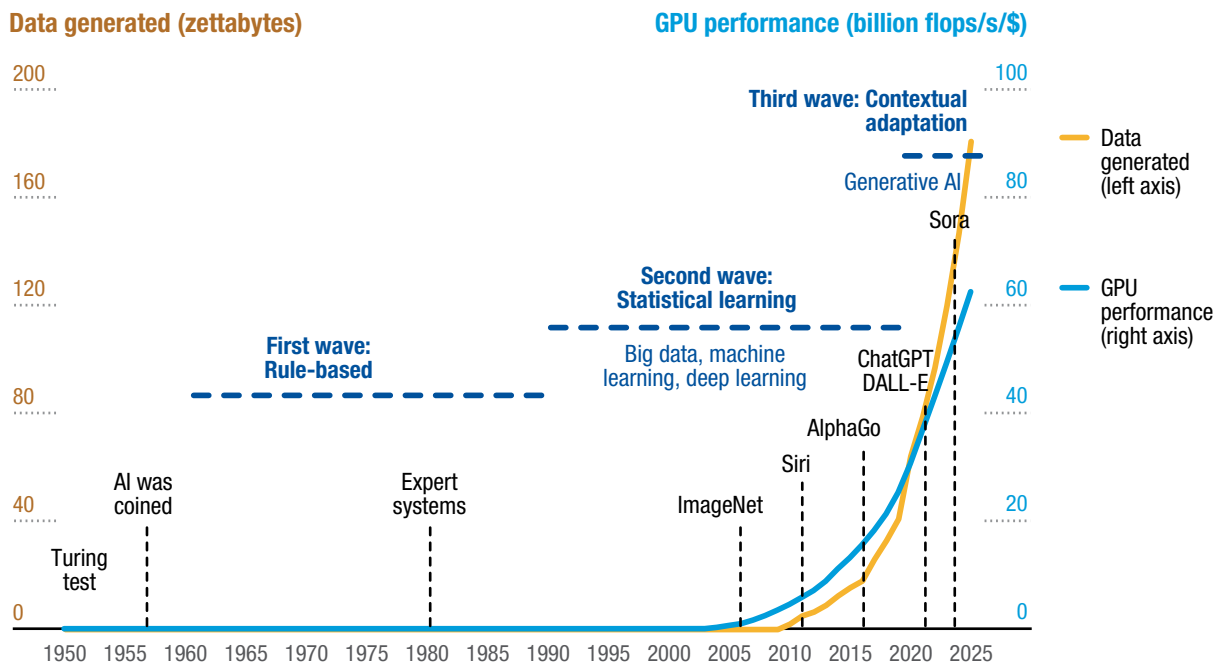 Data generated (zettabytes)
GPU performance (billion flops/s/$)
200
100
Third wave: Contextual
adaptation
Data
generated
(left axis)
160
80
Generative AI
Sora
Second wave:
Statistical learning
120
60
GPU
performance
(right axis)
First wave:
Rule-based
Big data, machine
learning, deep learning
ChatGPT
DALL-E
80
40
AlphaGo
Siri
AI was
coined
Expert
systems
ImageNet
40
20
Turing
test
0
0
1950 1955 1960 1965 1970 1975 1980 1985 1990 1995 2000 2005 2010 2015 2020 2025